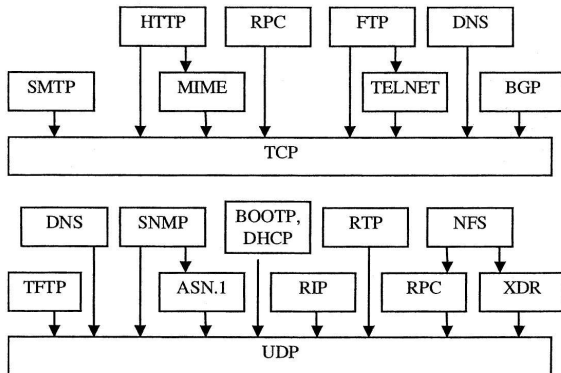 HTTP RPC FTP DNS
SMTP MIME TELNET BGP
TCP
DNS SNMP BOOTP, DHCP RTP NFS
TFTP ASN.1 RIP RPC XDR
UDP